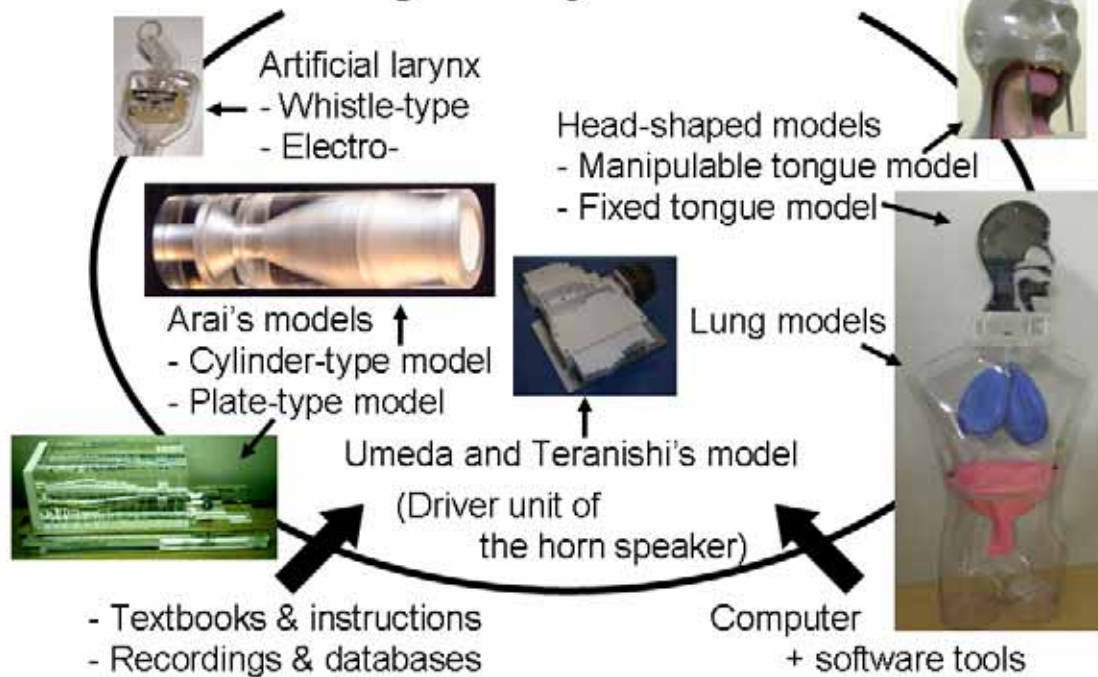 Artificial larynx
- Whistle-type
- Electro-
Head-shaped models
- Manipulable tongue model
- Fixed tongue model
Arai's models
- Cylinder-type model
- Plate-type model
Lung models
Umeda and Teranishi's model
(Driver unit of
the horn speaker)
- Textbooks & instructions
- Recordings & databases
Computer
+ software tools